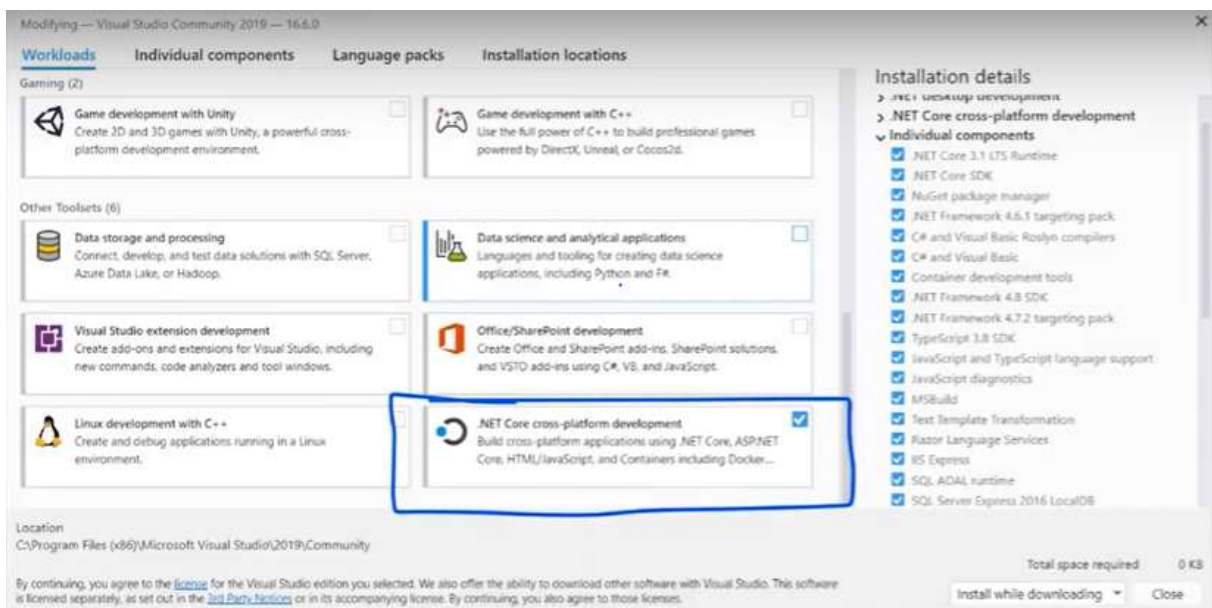 Modifying — Visual Studio Community 2019 — 16.6.0
Workloads Individual components Language packs Installation locations
Gaming (2)
Game development with Unity
Create 2D and 3D games with Unity, a powerful cross-
platform development environment.
Game development with C++
Use the full power of C++ to build professional games
powered by DirectX, Unreal, or Cocos2d.
Other Toolsets (6)
Data storage and processing
Connect, develop, and test data solutions with SQL Server,
Azure Data Lake, or Hadoop.
Data science and analytical applications
Languages and tooling for creating data science
applications, including Python and F#.
Visual Studio extension development
Create add-ons and extensions for Visual Studio, including
new commands, code analyzers and tool windows.
Office/SharePoint development
Create Office and SharePoint add-ins, SharePoint solutions,
and VSTO add-ins using C#, VB, and JavaScript.
Linux development with C++
Create and debug applications running in a Linux
environment.
.NET Core cross-platform development
Build cross-platform applications using .NET Core, ASP.NET
Core, HTML/JavaScript, and Containers including Docker...
Installation details
.NET desktop development
.NET Core cross-platform development
Individual components
.NET Core 3.1 LTS Runtime
.NET Core SDK
NuGet package manager
.NET Framework 4.6.1 targeting pack
C# and Visual Basic Roslyn compilers
C# and Visual Basic
Container development tools
.NET Framework 4.8 SDK
.NET Framework 4.7.2 targeting pack
TypeScript 3.8 SDK
JavaScript and TypeScript language support
JavaScript diagnostics
MSBuild
Text Template Transformation
Razor Language Services
IIS Express
SQL ADAL runtime
SQL Server Express 2016 LocalDB
Location
C:\Program Files (x86)\Microsoft Visual Studio\2019\Community
By continuing, you agree to the license for the Visual Studio edition you selected. We also offer the ability to download other software with Visual Studio. This software
is licensed separately, as set out in the 3rd Party Notices or in its accompanying license. By continuing, you also agree to those licenses.
Total space required 0 KB
Install while downloading Close